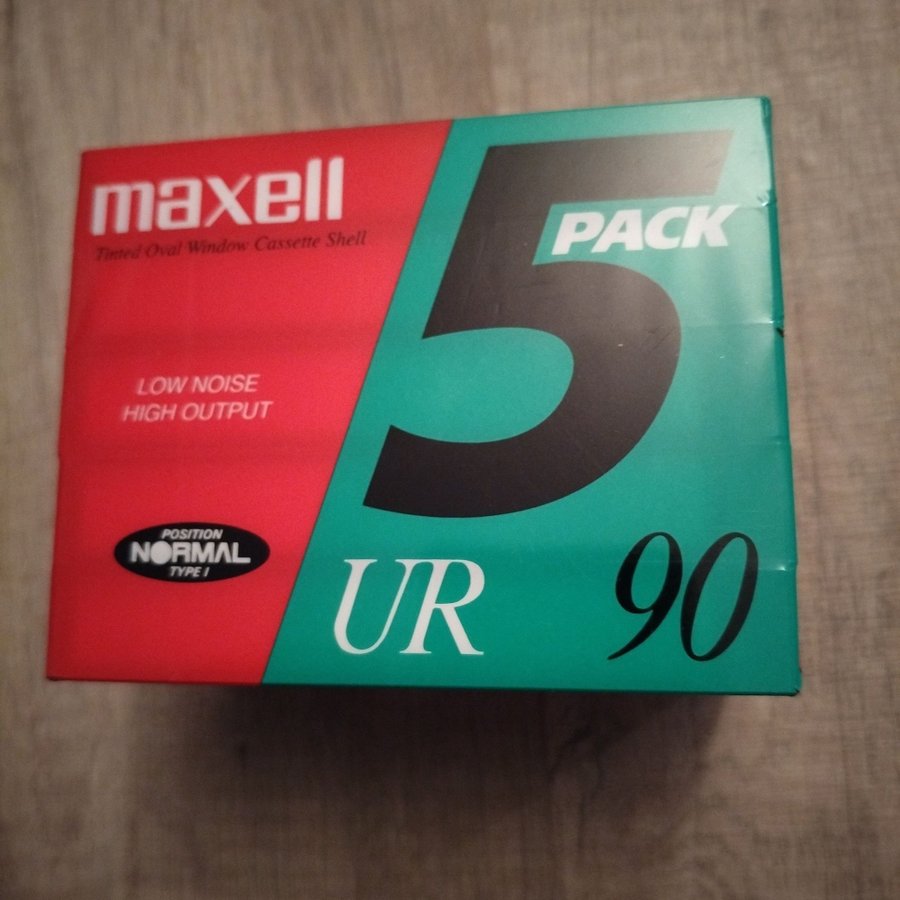 maxell
Tinted Oval Window Cassette Shell
5
PACK
LOW NOISE
HIGH OUTPUT
POSITION
NORMAL
TYPE I
UR 90